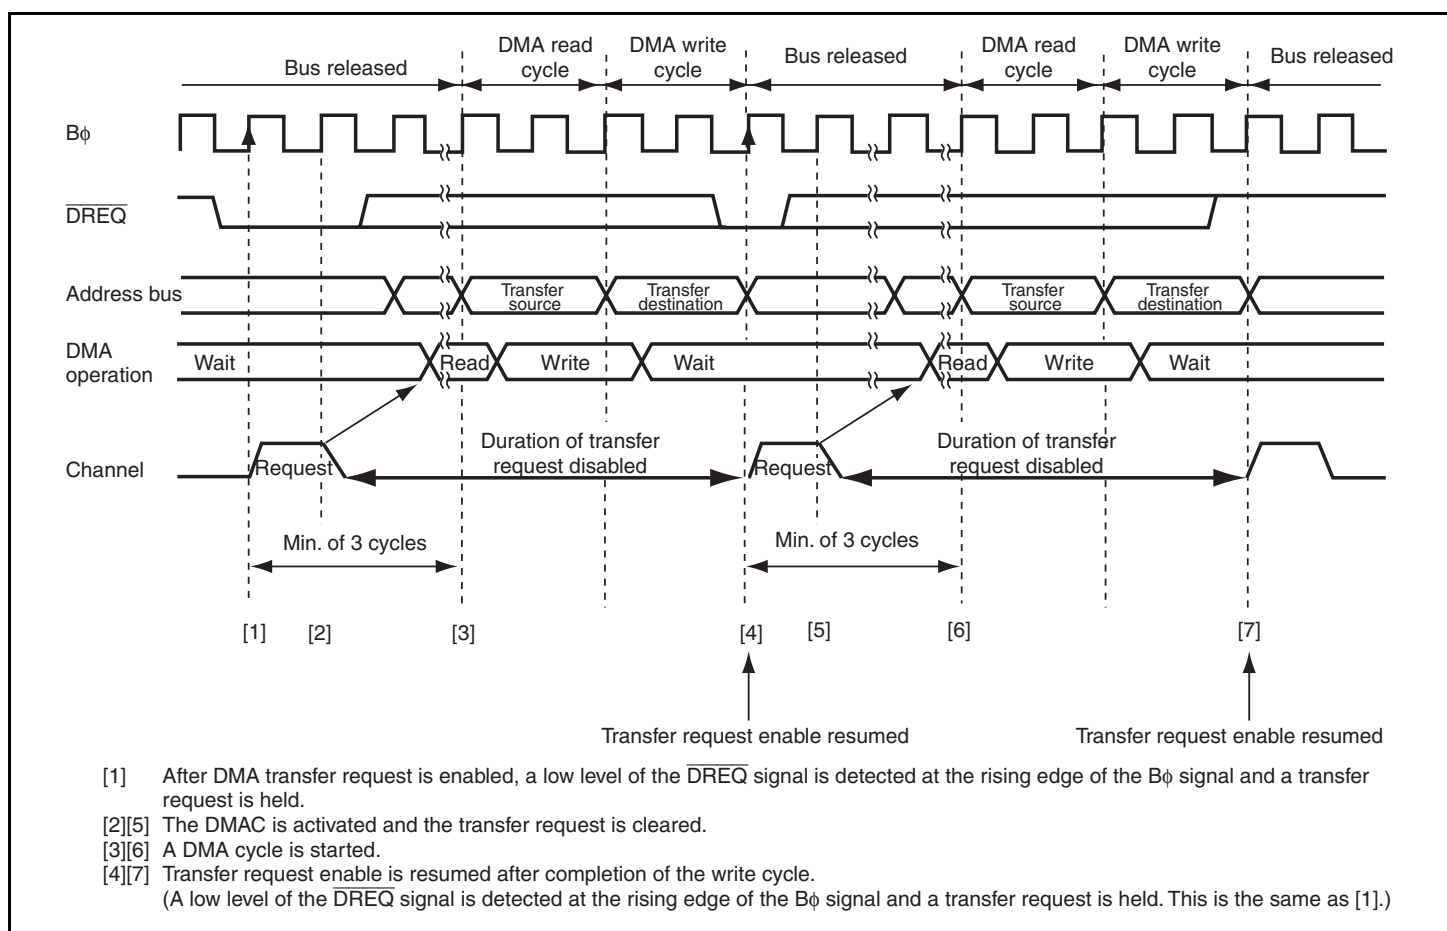 DMA read cycle
DMA write cycle
DMA read cycle
DMA write cycle
Bus released
Bus released
Bus released
Bϕ
DREQ
Address bus
Transfer source
Transfer destination
Transfer source
Transfer destination
DMA operation
Wait
Read
Write
Wait
Read
Write
Wait
Channel
Request
Duration of transfer request disabled
Request
Duration of transfer request disabled
Min. of 3 cycles
Min. of 3 cycles
[1] [2] [3] [4] [5] [6] [7]
Transfer request enable resumed
Transfer request enable resumed
[1] After DMA transfer request is enabled, a low level of the DREQ signal is detected at the rising edge of the Bϕ signal and a transfer
request is held.
[2][5] The DMAC is activated and the transfer request is cleared.
[3][6] A DMA cycle is started.
[4][7] Transfer request enable is resumed after completion of the write cycle.
(A low level of the DREQ signal is detected at the rising edge of the Bϕ signal and a transfer request is held. This is the same as [1].)